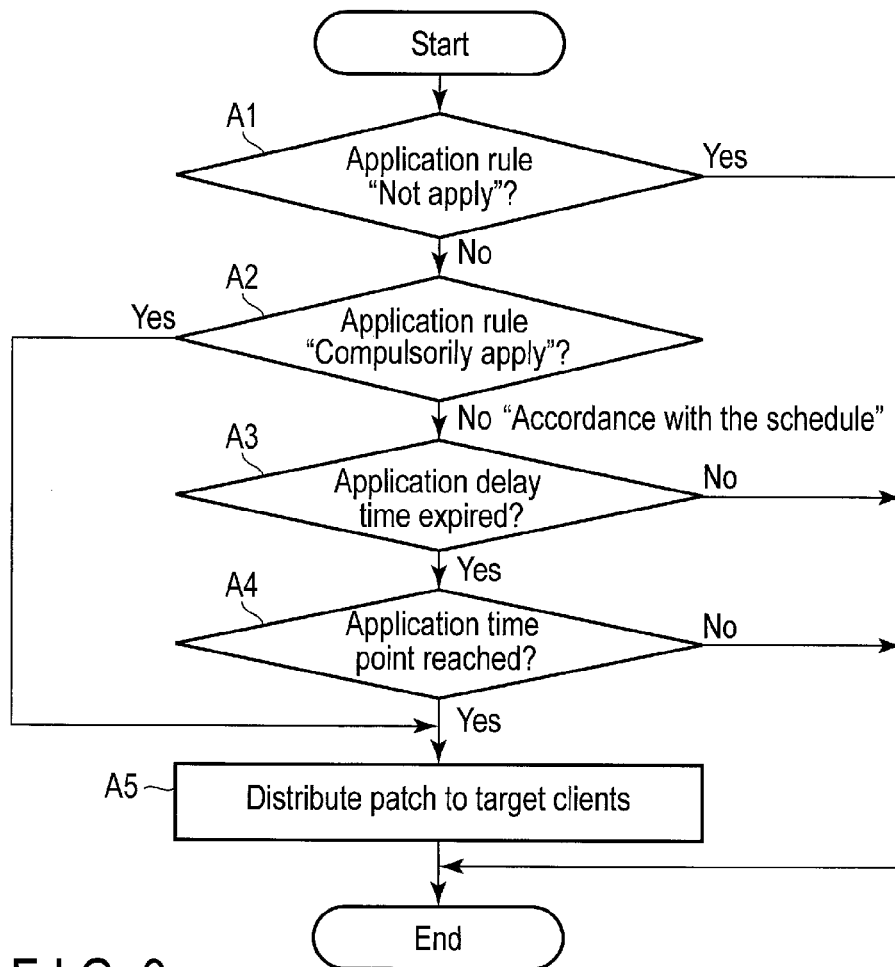 Start
A1
Application rule
“Not apply”?
Yes
No
A2
Yes
Application rule
“Compulsorily apply”?
No “Accordance with the schedule”
A3
Application delay
time expired?
No
Yes
A4
Application time
point reached?
No
Yes
A5
Distribute patch to target clients
End